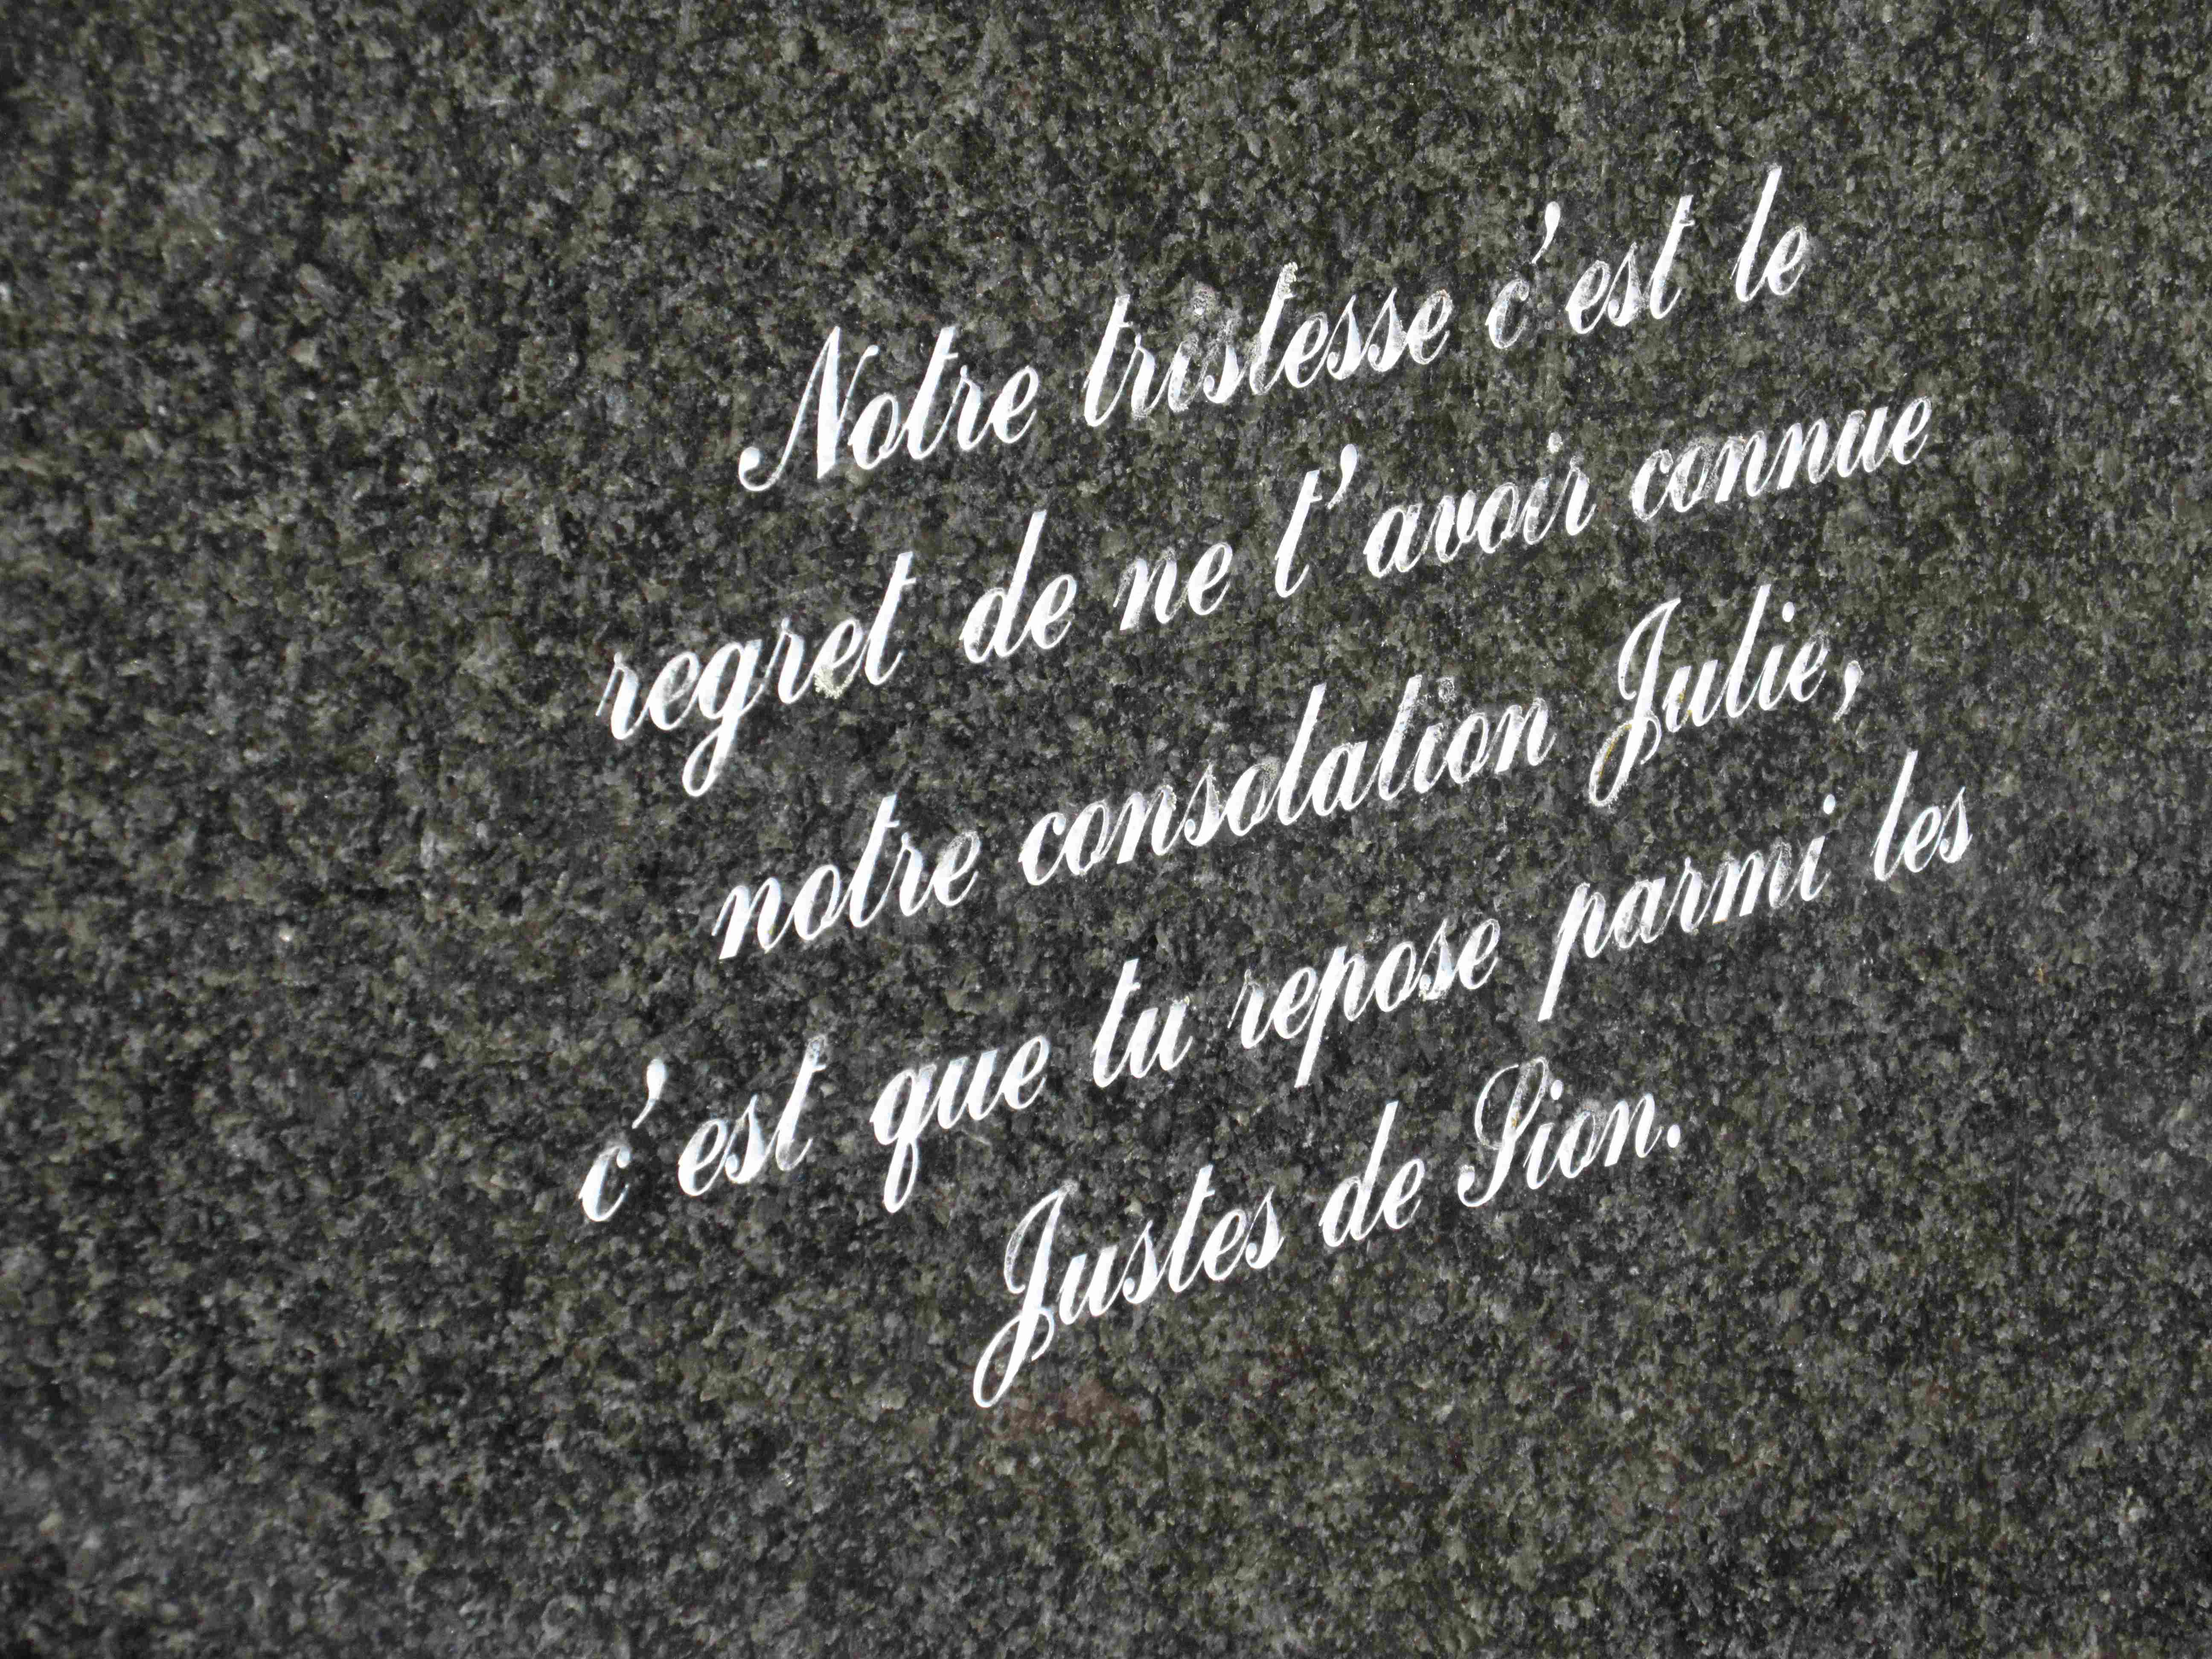 Notre tristesse c'est le
regret de ne t'avoir connue
notre consolation Julie,
c'est que tu repose parmi les
Justes de Sion.